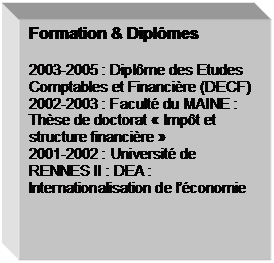 Formation & Diplômes
2003-2005 : Diplôme des Etudes
Comptables et Financière (DECF)
2002-2003 : Faculté du MAINE :
Thèse de doctorat « Impôt et
structure financière »
2001-2002 : Université de
RENNES II : DEA :
Internationalisation de l'économie